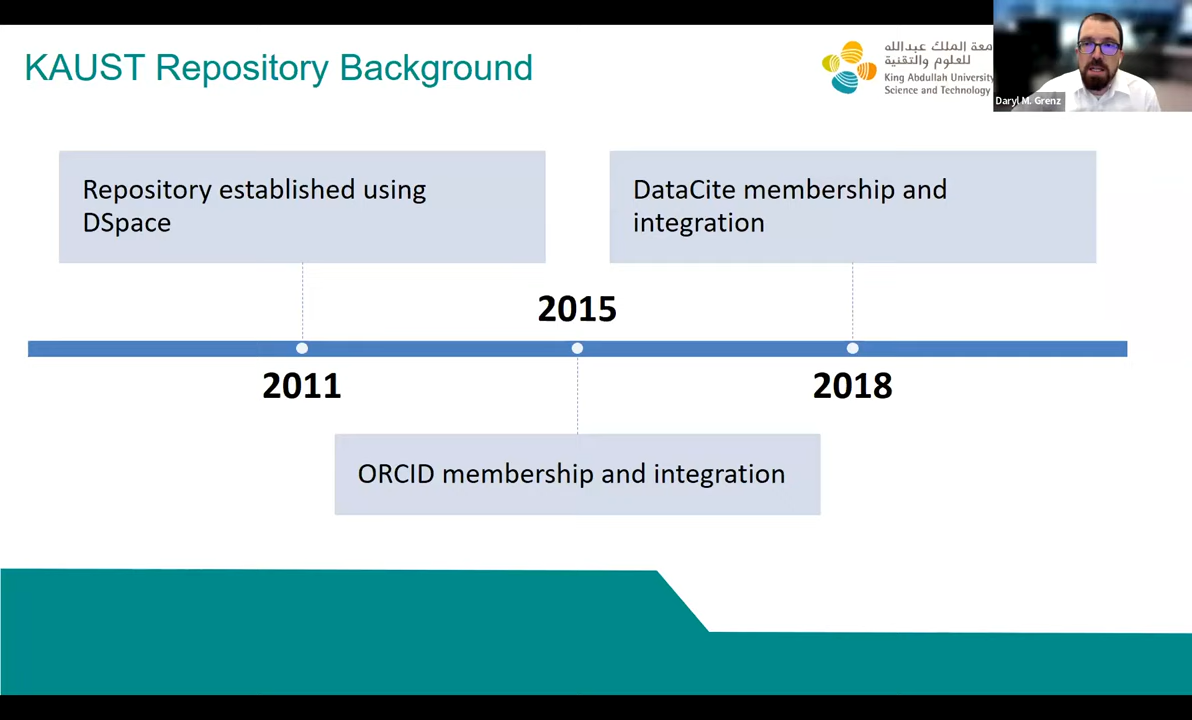 KAUST Repository Background
جامعة الملك عبدالله
للعلوم والتقنية
King Abdullah University
Science and Technology
Daryl M. Grenz
Repository established using
DSpace
DataCite membership and
integration
2015
2011
2018
ORCID membership and integration